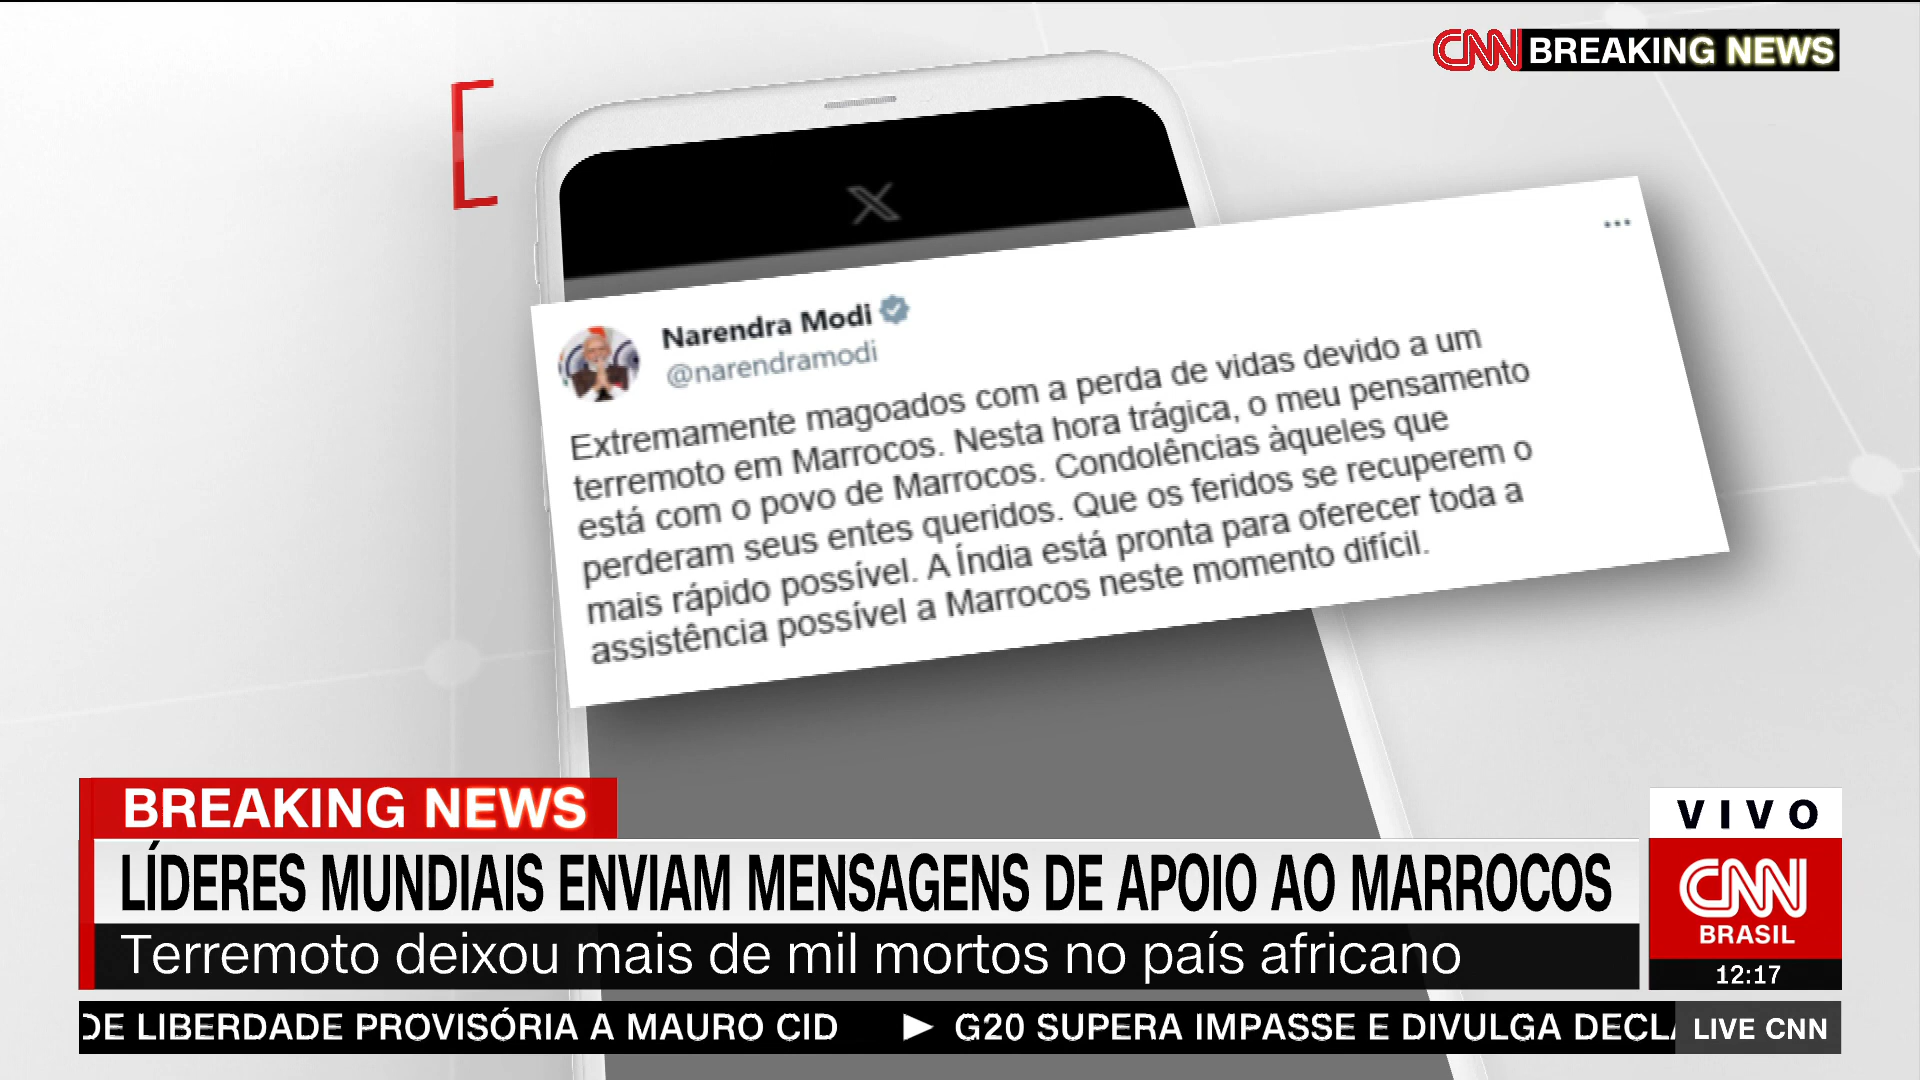 CNN BREAKING NEWS
X
...
Narendra Modi
@narendramodi
Extremamente magoados com a perda de vidas devido a um
terremoto em Marrocos. Nesta hora trágica, o meu pensamento
está com o povo de Marrocos. Condolências àqueles que
perderam seus entes queridos. Que os feridos se recuperem o
mais rápido possível. A Índia está pronta para oferecer toda a
assistência possível a Marrocos neste momento difícil.
BREAKING NEWS
LÍDERES MUNDIAIS ENVIAM MENSAGENS DE APOIO AO MARROCOS
Terremoto deixou mais de mil mortos no país africano
VIVO
CNN
BRASIL
12:17
DE LIBERDADE PROVISÓRIA A MAURO CID ▶ G20 SUPERA IMPASSE E DIVULGA DECLA
LIVE CNN